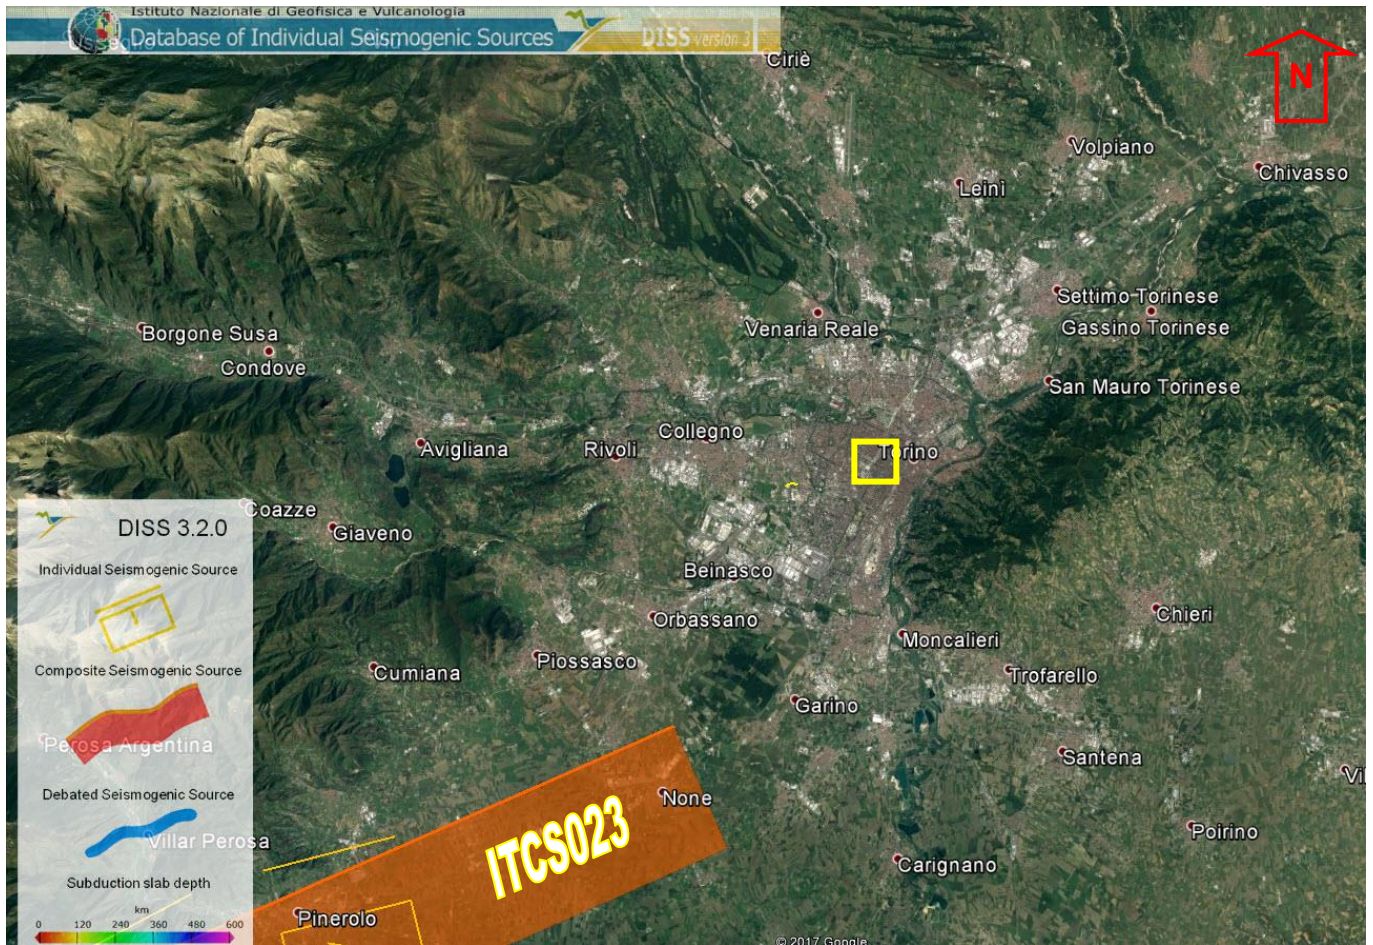 Istituto Nazionale di Geofisica e Vulcanologia
Database of Individual Seismogenic Sources
DISS version 3
N
Ciriè
Volpiano
Chivasso
Leinì
Settimo Torinese
Gassino Torinese
Venaria Reale
Borgone Susa
Condove
San Mauro Torinese
Collegno
Avigliana
Rivoli
Torino
Coazze
Giaveno
Beinasco
Orbassano
Chieri
Moncalieri
Piossasco
Cumiana
Trofarello
Garino
Santena
None
Poirino
Carignano
Pinerolo
Perosa Argentina
Villar Perosa
Vil
ITCS023
DISS 3.2.0
Individual Seismogenic Source
Composite Seismogenic Source
Debated Seismogenic Source
Subduction slab depth
km
0 120 240 360 480 600
© 2017 Google